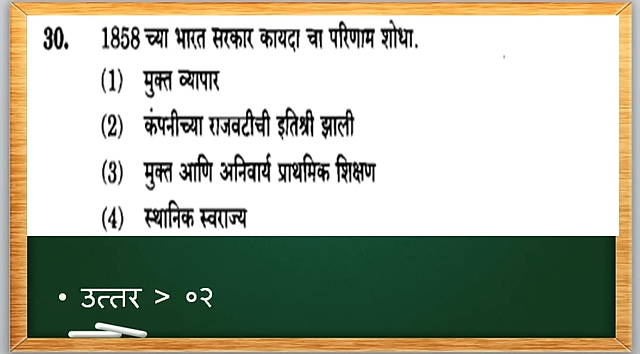 30. 1858 च्या भारत सरकार कायदा चा परिणाम शोधा.
(1) मुक्त व्यापार
(2) कंपनीच्या राजवटीची इतिश्री झाली
(3) मुक्त आणि अनिवार्य प्राथमिक शिक्षण
(4) स्थानिक स्वराज्य
• उत्तर > ०२